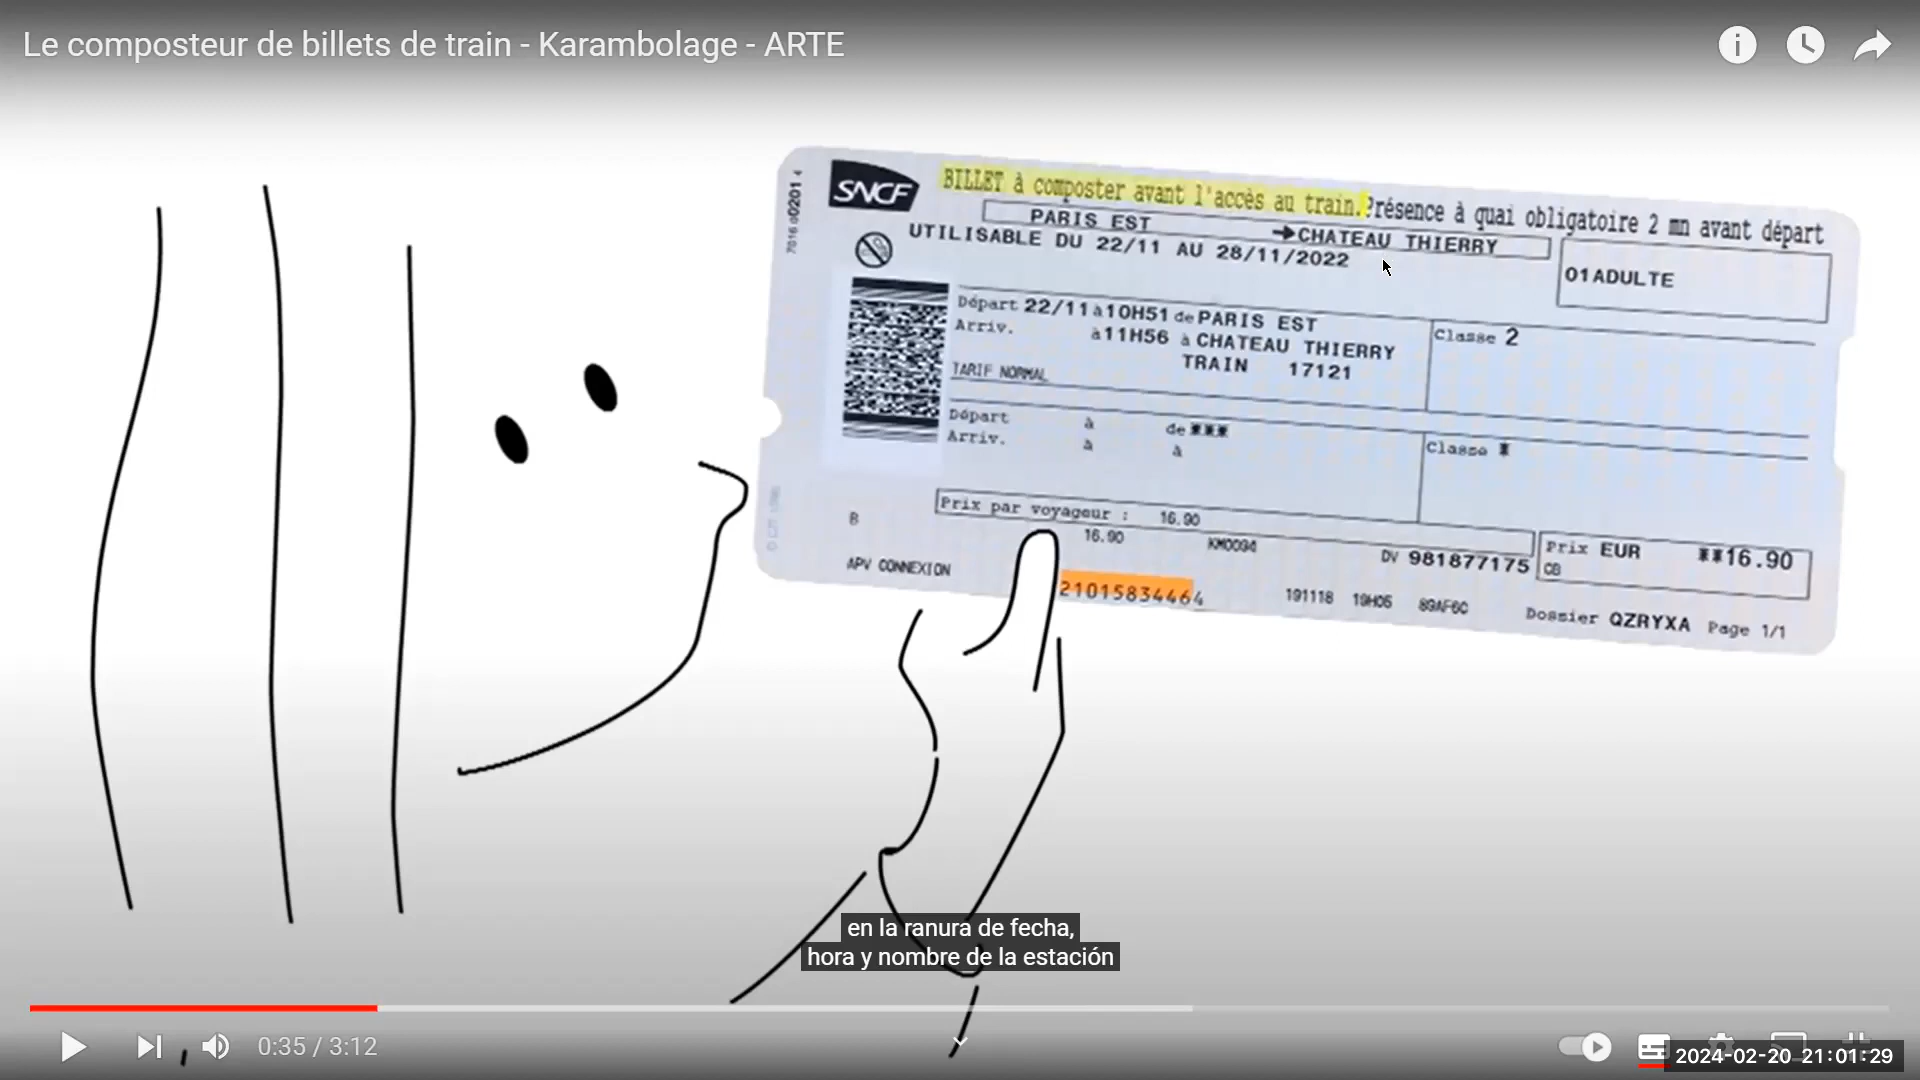 Le composteur de billets de train - Karambolage - ARTE
SNCF
BILLET à composter avant l'accès au train. Présence à quai obligatoire 2 mn avant départ
PARIS EST → CHATEAU THIERRY
UTILISABLE DU 22/11 AU 28/11/2022
01ADULTE
Départ 22/11 à 10H51 de PARIS EST
Arriv. à 11H56 à CHATEAU THIERRY
Classe 2
TRAIN 17121
TARIF NORMAL
Départ à de ***
Arriv. à à
Classe *
Prix par voyageur : 16.90
B
16.90
KM0094
DV 981877175
Prix EUR **16.90
CB
APV CONNEXION
21015834464
191118 19H05 89AF60
Dossier QZRYXA Page 1/1
en la ranura de fecha,
hora y nombre de la estación
0:35 / 3:12
2024-02-20 21:01:29